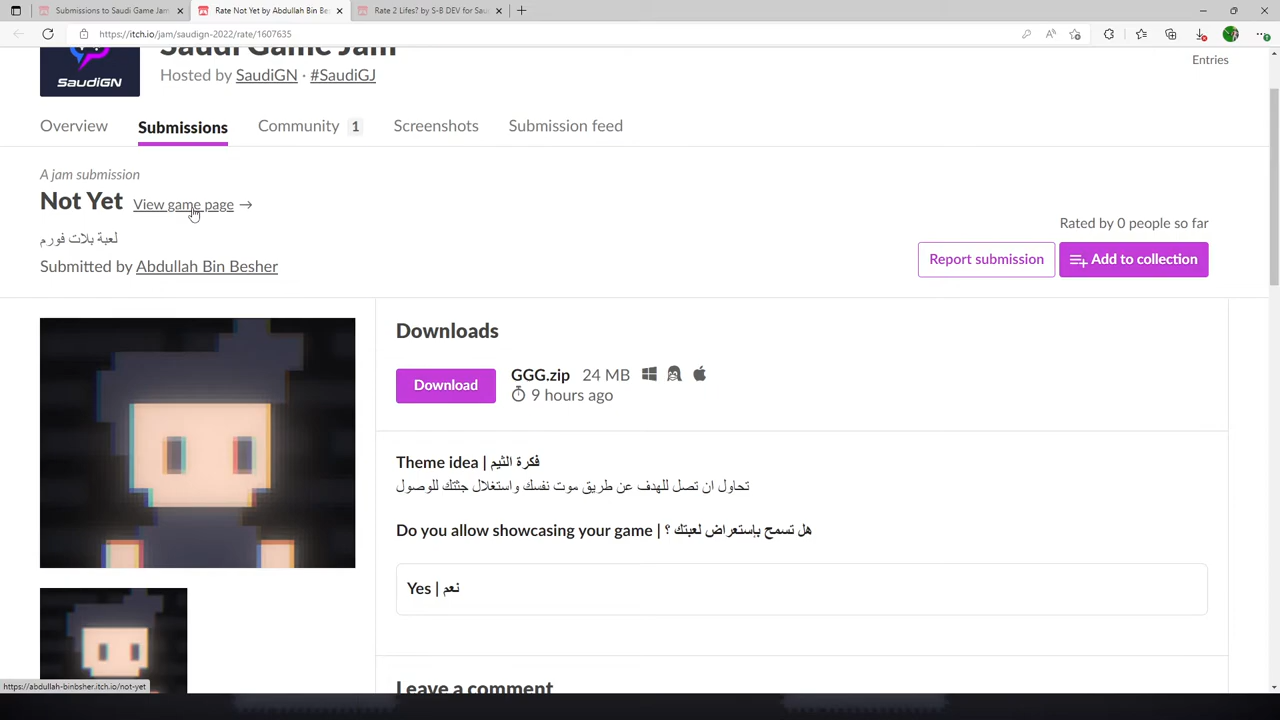 Submissions to Saudi Game Jam
Rate Not Yet by Abdullah Bin Be
Rate 2 Lifes? by S-B DEV for Sau
https://itch.io/jam/saudign-2022/rate/1607635
Saudi Game Jam
SaudiGN
Hosted by SaudiGN · #SaudiGJ
Entries
Overview Submissions Community 1 Screenshots Submission feed
A jam submission
Not Yet View game page →
لعبة بلات فورم
Submitted by Abdullah Bin Besher
Rated by 0 people so far
Report submission
Add to collection
Downloads
Download
GGG.zip 24 MB
9 hours ago
Theme idea | فكرة الثيم
تحاول ان تصل للهدف عن طريق موت نفسك واستغلال جثتك للوصول
Do you allow showcasing your game | هل تسمح بإستعراض لعبتك ؟
Yes | نعم
Leave a comment
https://abdullah-binbsher.itch.io/not-yet